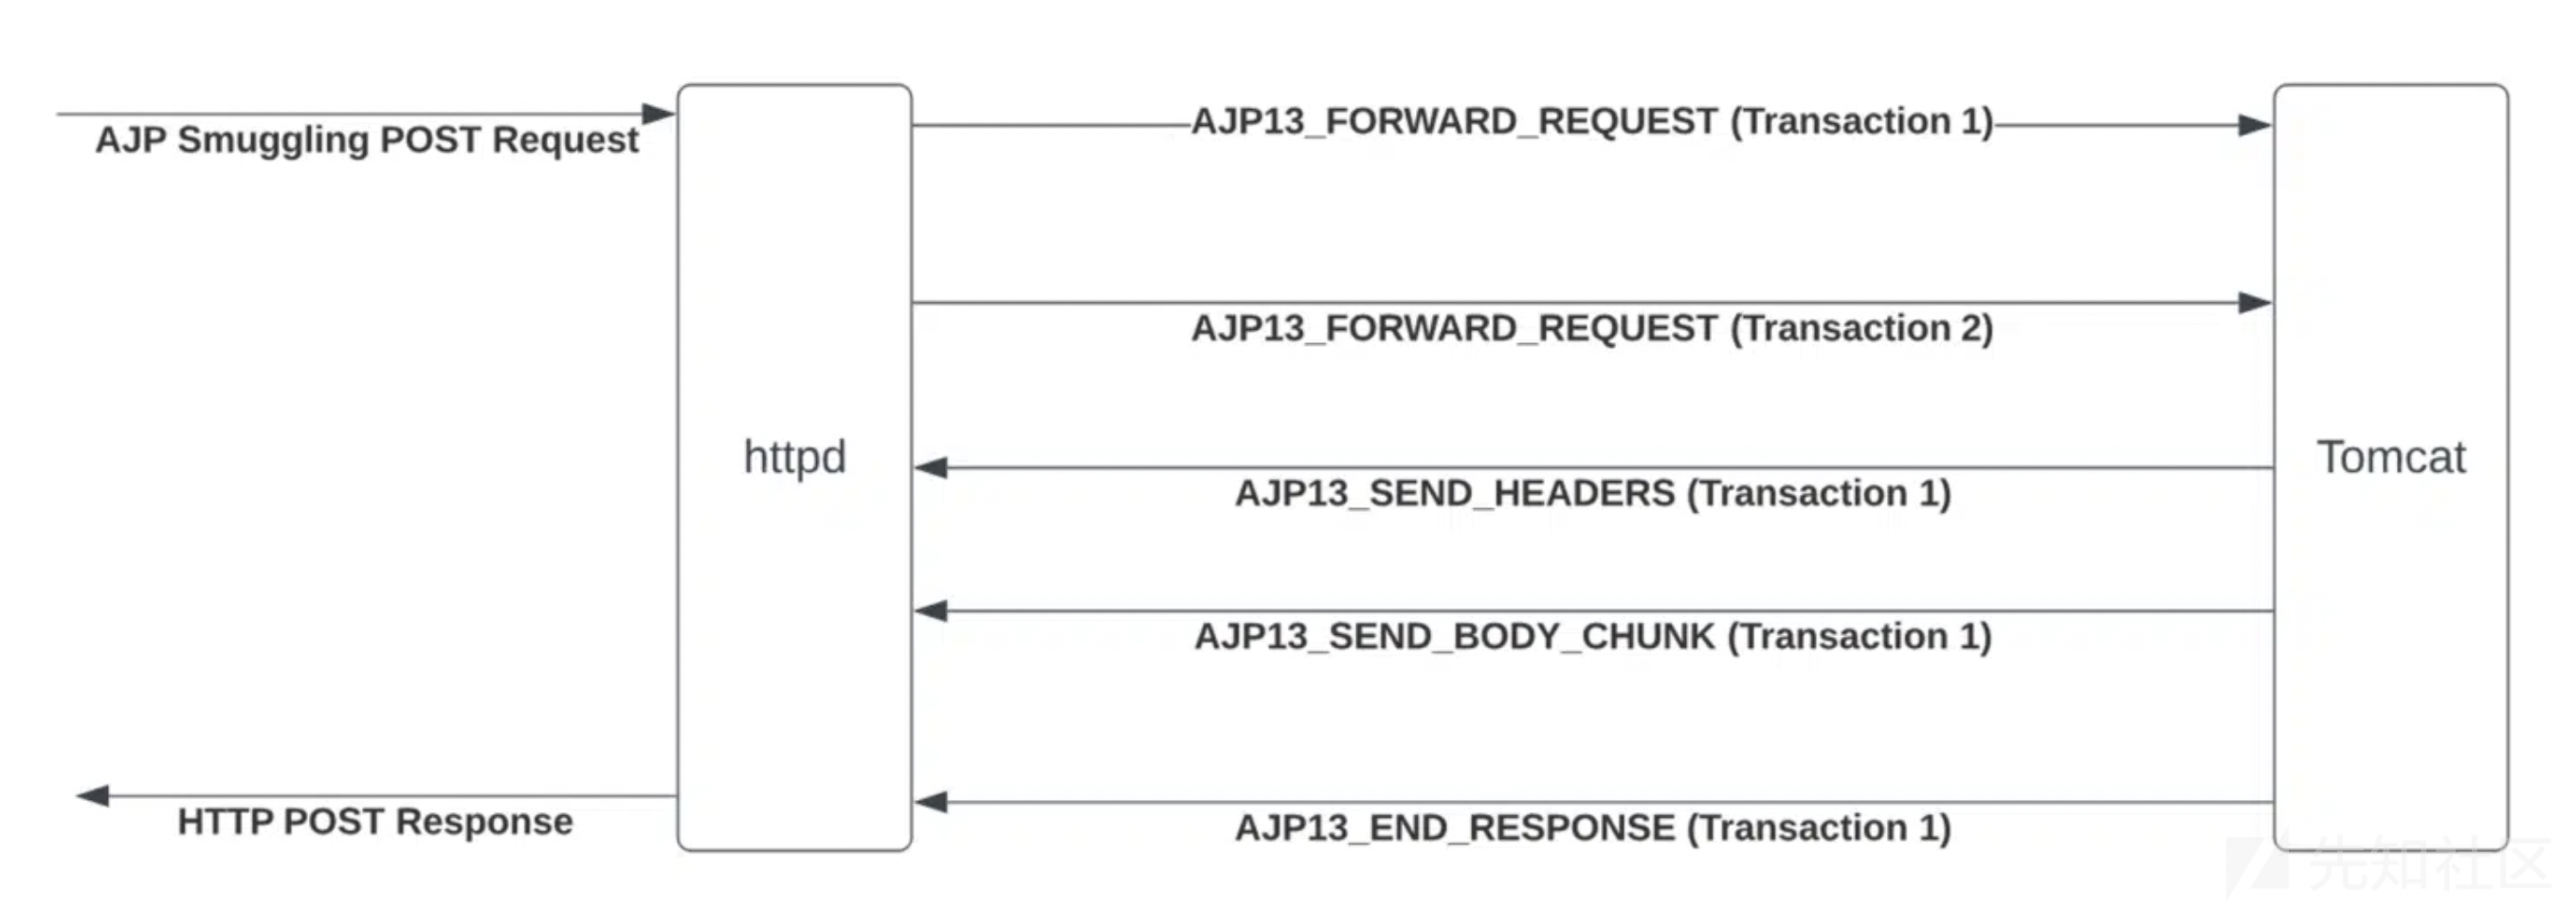 AJP Smuggling POST Request
AJP13_FORWARD_REQUEST (Transaction 1)
AJP13_FORWARD_REQUEST (Transaction 2)
httpd
Tomcat
AJP13_SEND_HEADERS (Transaction 1)
AJP13_SEND_BODY_CHUNK (Transaction 1)
HTTP POST Response
AJP13_END_RESPONSE (Transaction 1)
先知社区